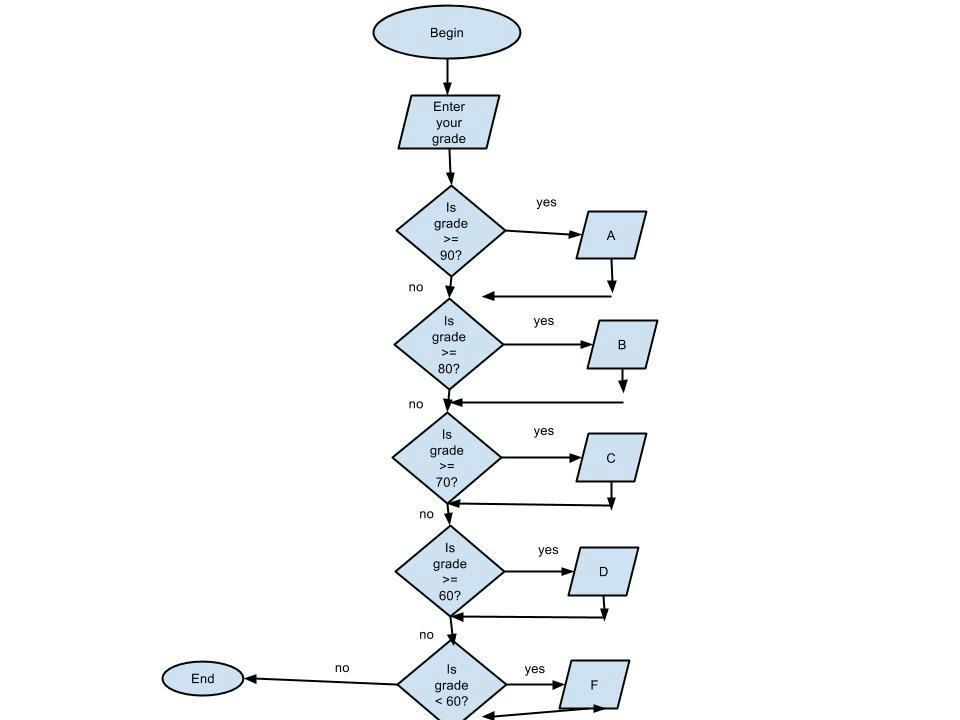 Begin
Enter
your
grade
Is
grade
>=
90?
yes
A
no
Is
grade
>=
80?
yes
B
no
Is
grade
>=
70?
yes
C
no
Is
grade
>=
60?
yes
D
no
Is
grade
< 60?
yes
F
no
End